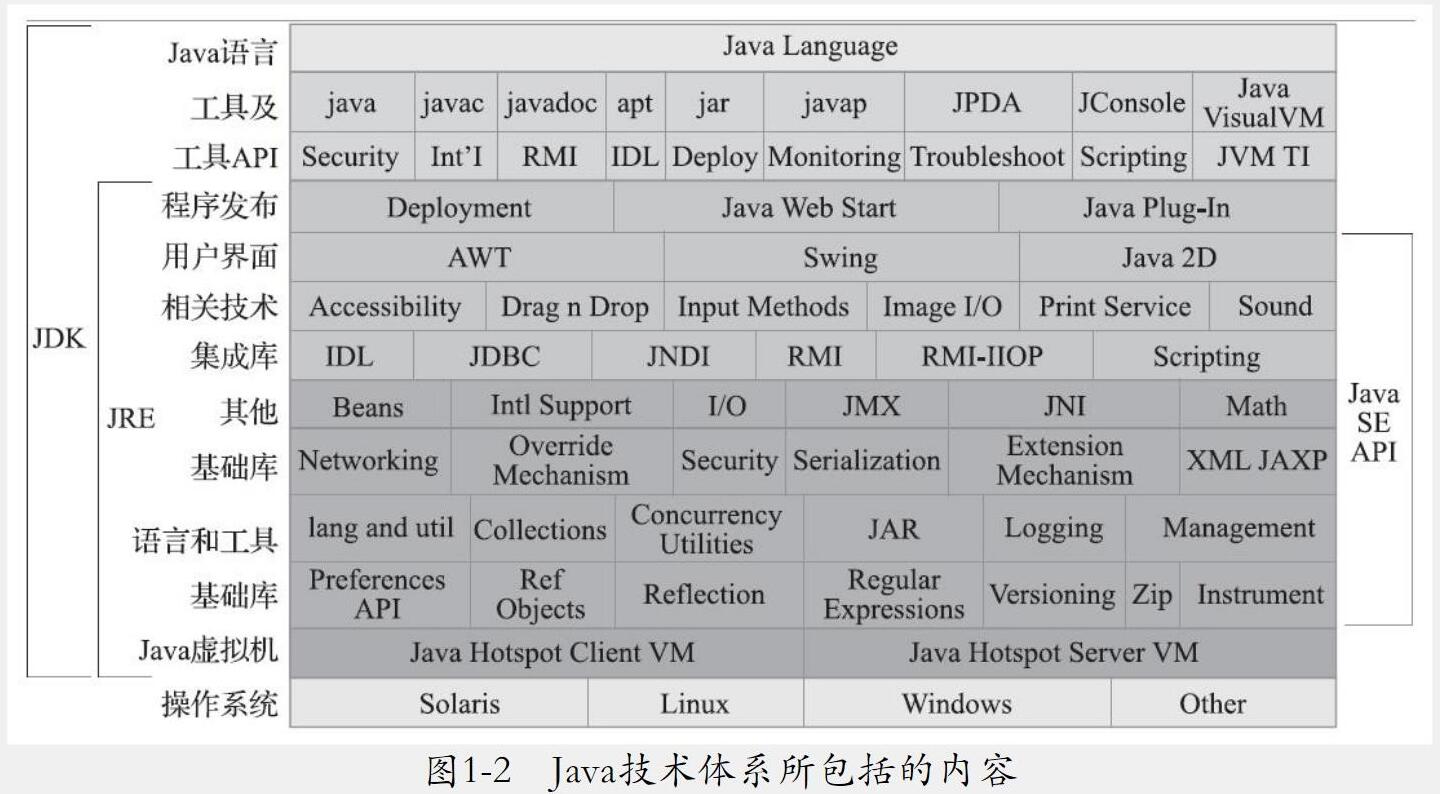 Java语言 Java Language
工具及 java javac javadoc apt jar javap JPDA JConsole Java VisualVM
工具API Security Int’I RMI IDL Deploy Monitoring Troubleshoot Scripting JVM TI
程序发布 Deployment Java Web Start Java Plug-In
用户界面 AWT Swing Java 2D
相关技术 Accessibility Drag n Drop Input Methods Image I/O Print Service Sound
JDK
集成库 IDL JDBC JNDI RMI RMI-IIOP Scripting
JRE
其他 Beans Intl Support I/O JMX JNI Math
Java
SE
API
基础库 Networking Override Mechanism Security Serialization Extension Mechanism XML JAXP
语言和工具 lang and util Collections Concurrency Utilities JAR Logging Management
基础库 Preferences API Ref Objects Reflection Regular Expressions Versioning Zip Instrument
Java虚拟机 Java Hotspot Client VM Java Hotspot Server VM
操作系统 Solaris Linux Windows Other
图1-2 Java技术体系所包括的内容